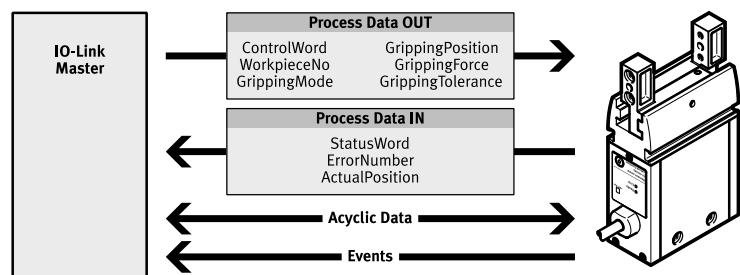 IO-Link
Master
Process Data OUT
ControlWord GrippingPosition
WorkpieceNo GrippingForce
GrippingMode GrippingTolerance
Process Data IN
StatusWord
ErrorNumber
ActualPosition
Acyclic Data
Events